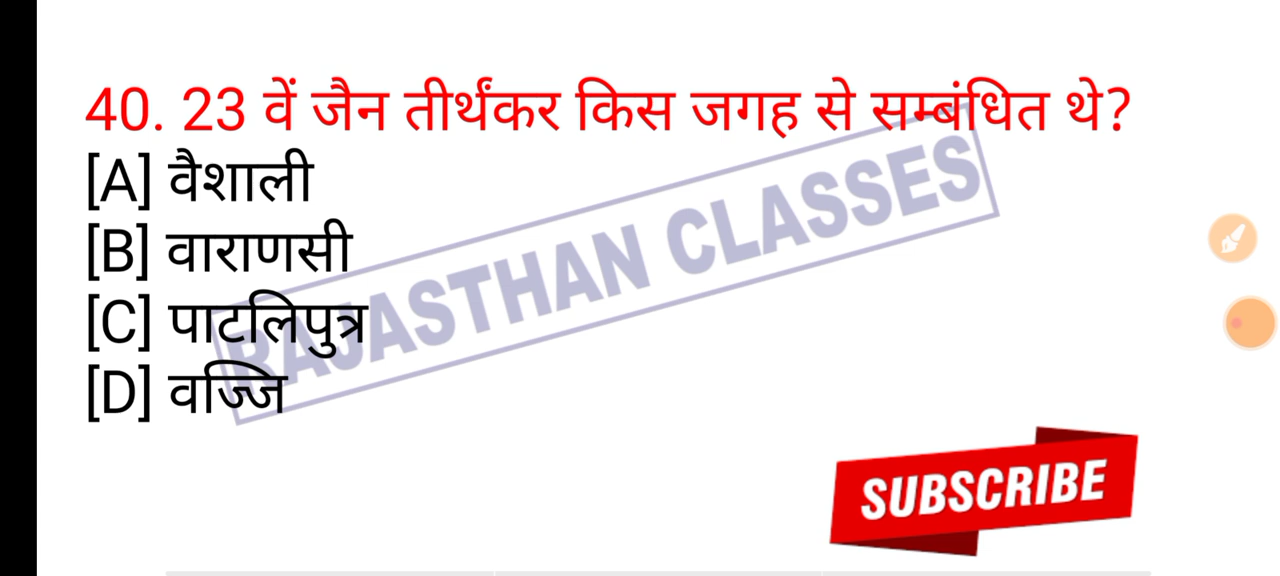 40. 23 वें जैन तीर्थंकर किस जगह से सम्बंधित थे?
[A] वैशाली
[B] वाराणसी
[C] पाटलिपुत्र
[D] वज्जि
RAJASTHAN CLASSES
SUBSCRIBE